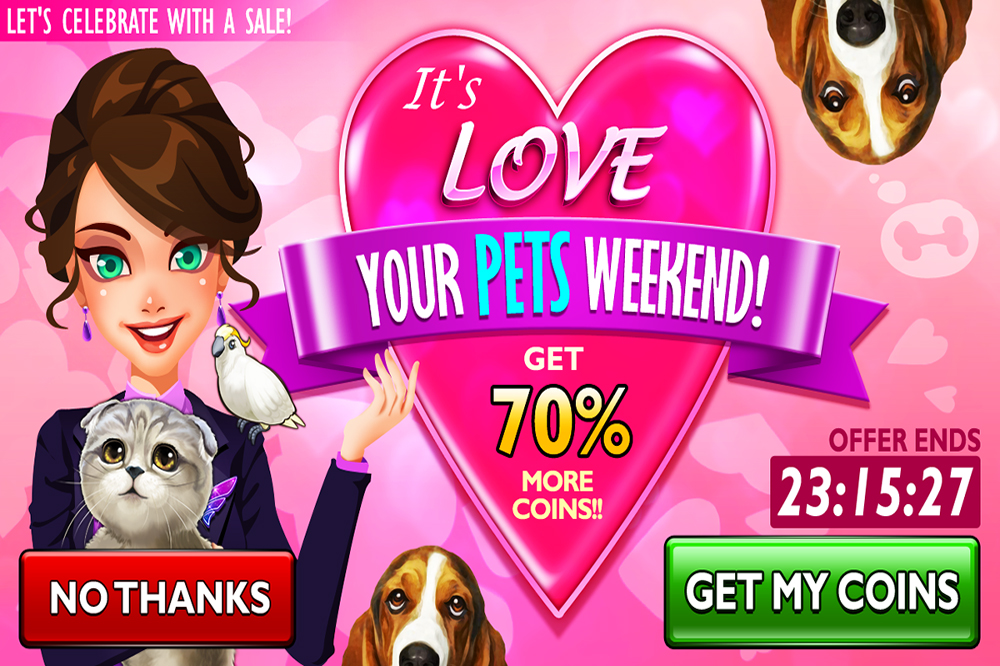 LET'S CELEBRATE WITH A SALE!
It's
LOVE
YOUR PETS WEEKEND!
GET
70%
MORE
COINS!!
OFFER ENDS
23:15:27
NO THANKS
GET MY COINS